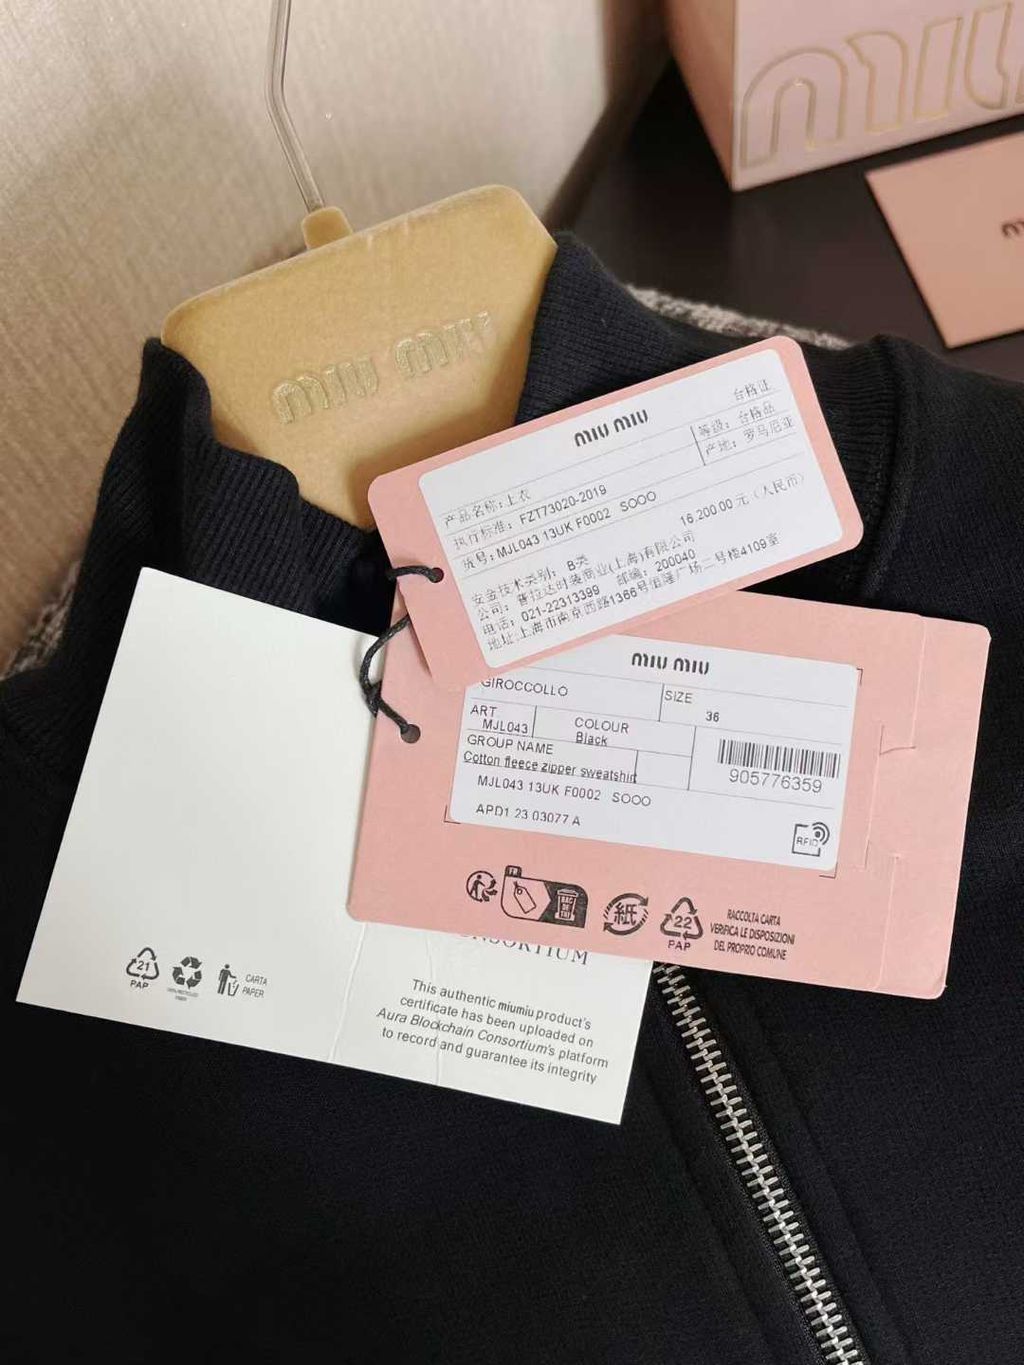 miu
m
miu miu
miu miu
合格证
产品名称：上衣
等级：合格品
执行标准：FZT73020-2019
产地：罗马尼亚
货号：MJL043 13UK F0002 SOOO
16,200.00 元（人民币）
安全技术类别：B类
公司：普拉达时装商业(上海)有限公司
电话：021-22313399 邮编：200040
地址:上海市南京西路1366号恒隆广场二号楼4109室
miu miu
GIROCCOLLO
SIZE
36
ART
MJL043
COLOUR
Black
GROUP NAME
Cotton fleece zipper sweatshirt
905776359
MJL043 13UK F0002 SOOO
APD1 23 03077 A
RFID
FR
BAC
DE
TRI
紙
22
PAP
RACCOLTA CARTA
VERIFICA LE DISPOSIZIONI
DEL PROPRIO COMUNE
CONSORTIUM
This authentic miumiu product's
certificate has been uploaded on
Aura Blockchain Consortium's platform
to record and guarantee its integrity
21
PAP
CARTA
PAPER